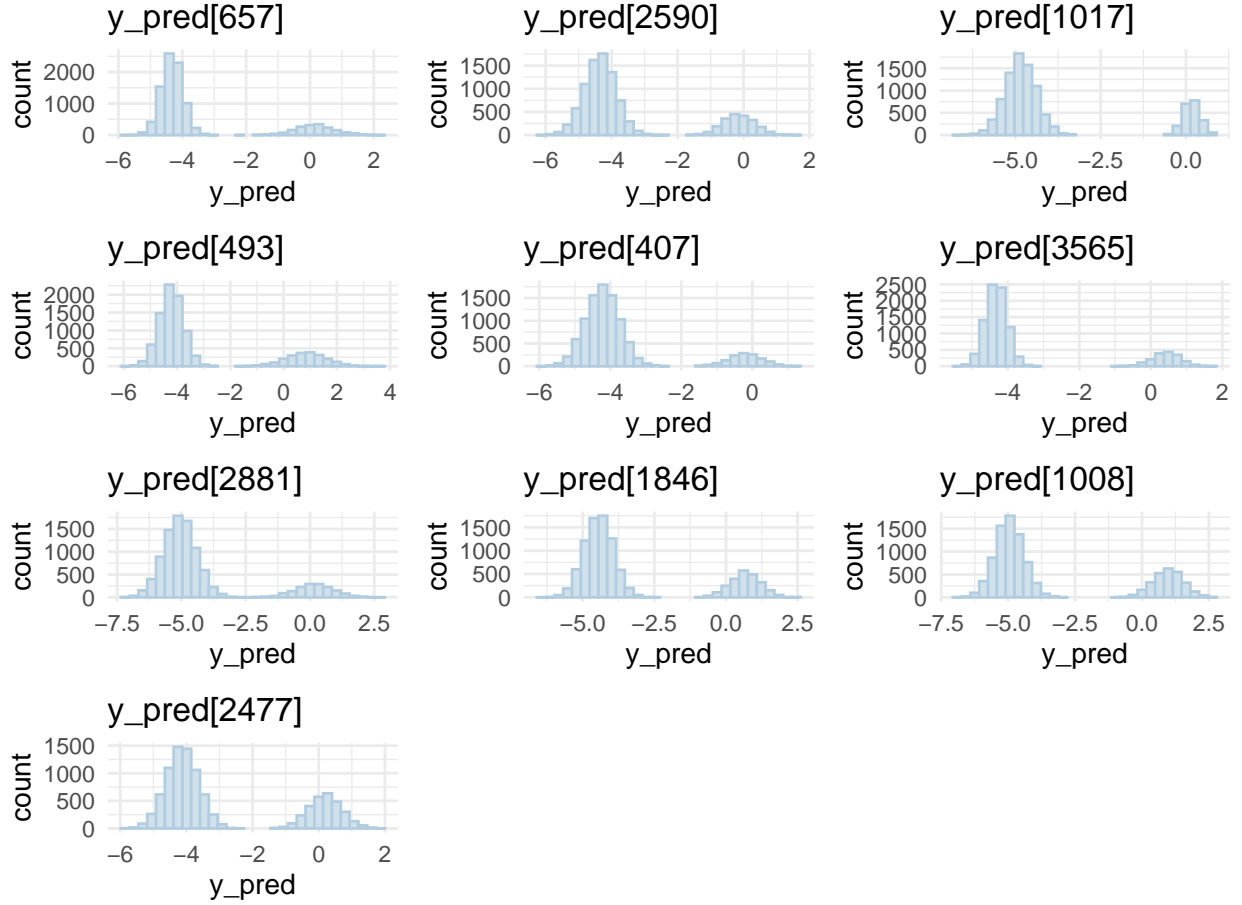 y_pred[657] y_pred[2590] y_pred[1017]
count 2000 1000 0 count 1500 1000 500 0 count 1500 1000 500 0
−6 −4 −2 0 2 −6 −4 −2 0 2 −5.0 −2.5 0.0
y_pred y_pred y_pred
y_pred[493] y_pred[407] y_pred[3565]
count 2000 1500 1000 500 0 count 1500 1000 500 0 count 2500 2000 1500 1000 500 0
−6 −4 −2 0 2 4 −6 −4 −2 0 −4 −2 0 2
y_pred y_pred y_pred
y_pred[2881] y_pred[1846] y_pred[1008]
count 1500 1000 500 0 count 1500 1000 500 0 count 1500 1000 500 0
−7.5 −5.0 −2.5 0.0 2.5 −5.0 −2.5 0.0 2.5 −7.5 −5.0 −2.5 0.0 2.5
y_pred y_pred y_pred
y_pred[2477]
count 1500 1000 500 0
−6 −4 −2 0 2
y_pred